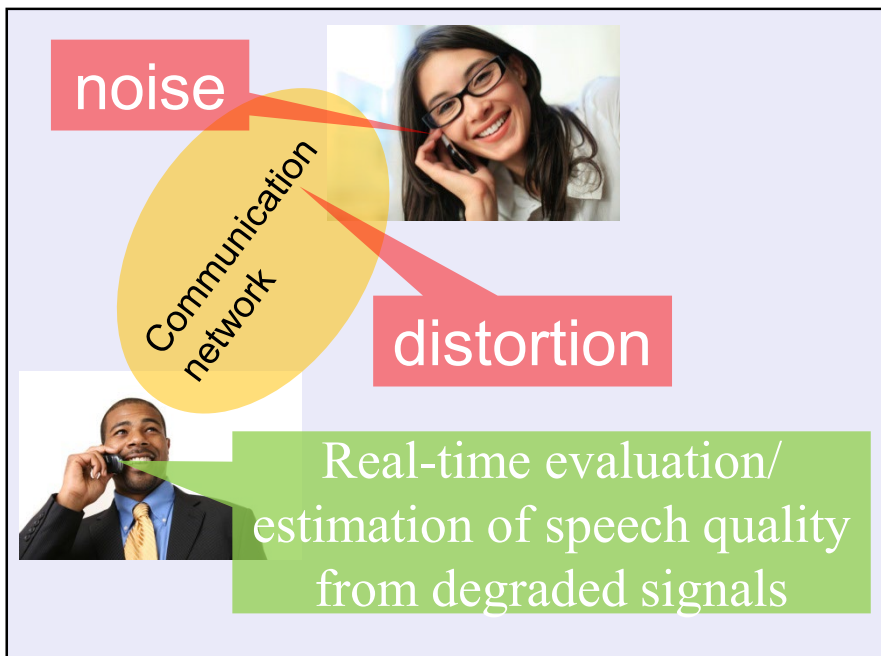 noise
Communication
network
distortion
Real-time evaluation/
estimation of speech quality
from degraded signals